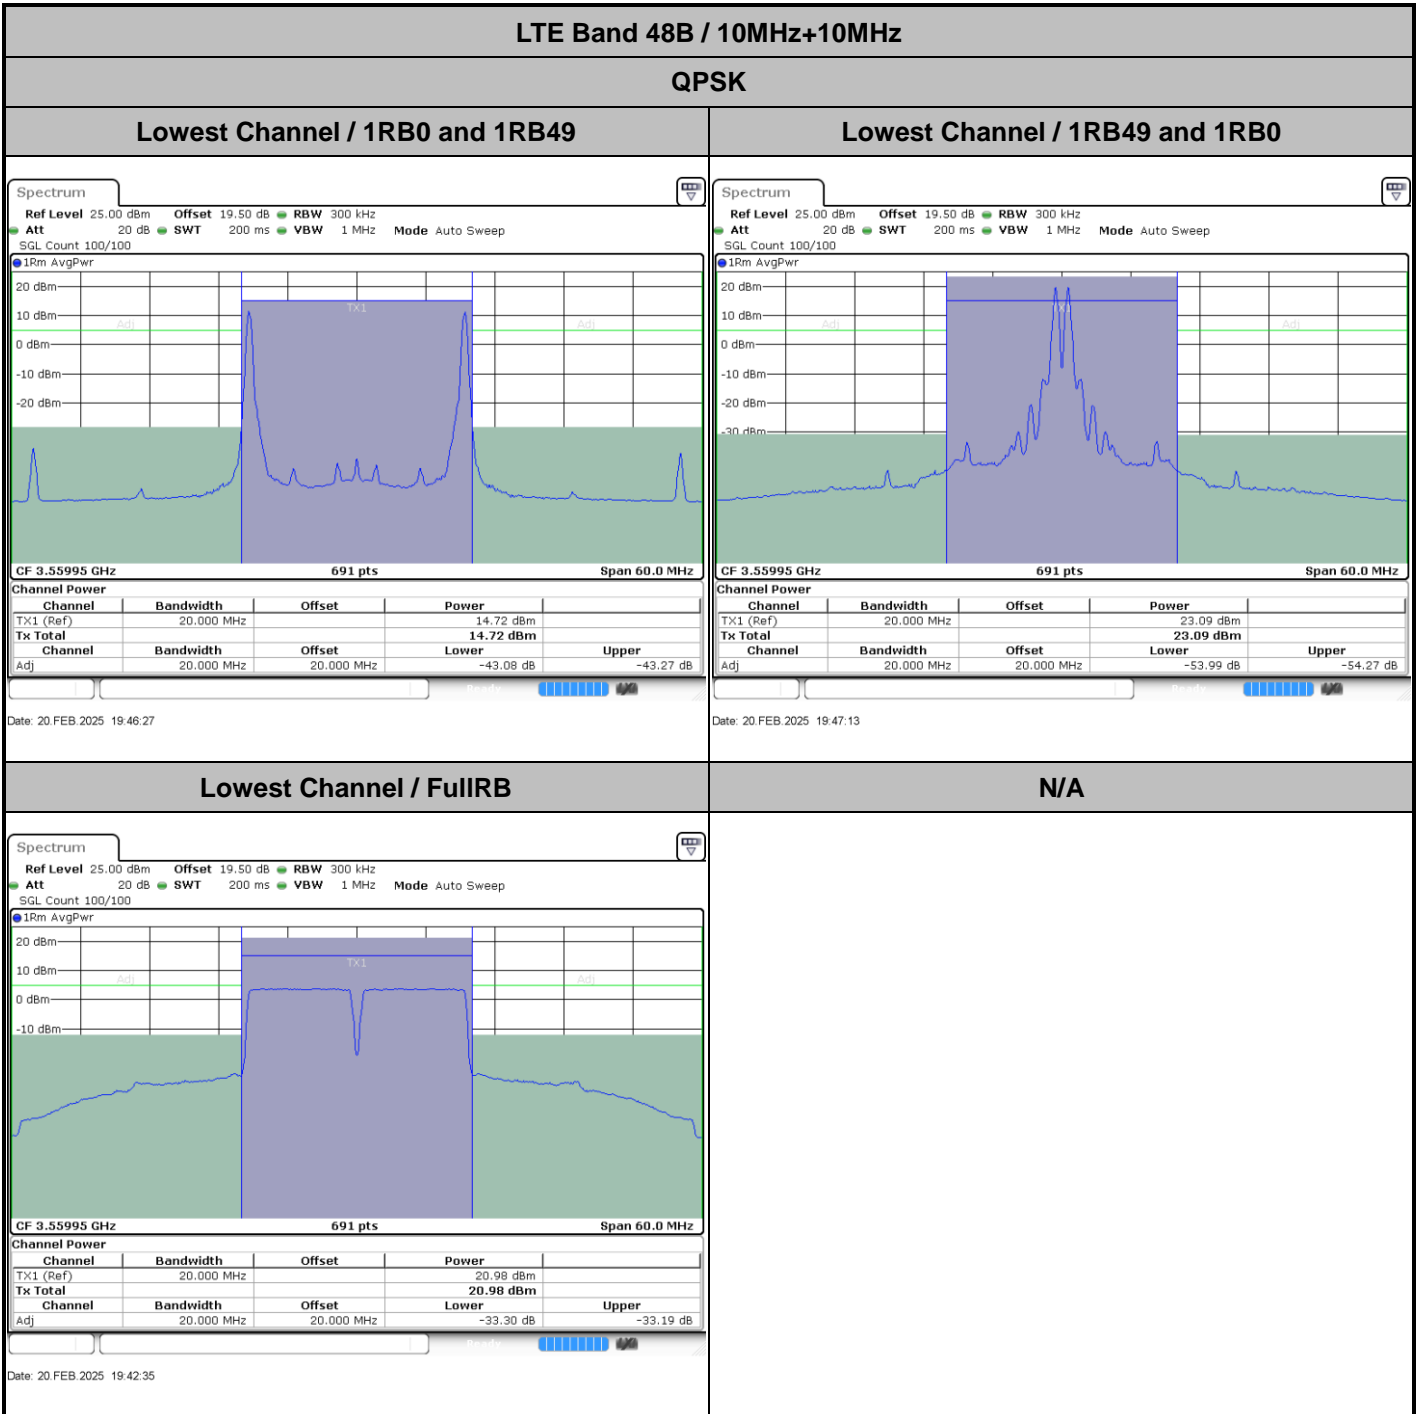 LTE Band 48B / 10MHz+10MHz
QPSK
Lowest Channel / 1RB0 and 1RB49
Spectrum
Ref Level 25.00 dBm Offset 19.50 dB RBW 300 kHz
Att 20 dB SWT 200 ms VBW 1 MHz Mode Auto Sweep
SGL Count 100/100
1Rm AvgPwr
20 dBm
10 dBm
0 dBm
-10 dBm
-20 dBm
Adj
TX1
Adj
CF 3.55995 GHz 691 pts Span 60.0 MHz
Channel Power
Channel Bandwidth Offset Power
TX1 (Ref) 20.000 MHz 14.72 dBm
Tx Total 14.72 dBm
Channel Bandwidth Offset Lower Upper
Adj 20.000 MHz 20.000 MHz -43.08 dB -43.27 dB
Ready
Date: 20.FEB.2025 19:46:27
Lowest Channel / 1RB49 and 1RB0
Spectrum
Ref Level 25.00 dBm Offset 19.50 dB RBW 300 kHz
Att 20 dB SWT 200 ms VBW 1 MHz Mode Auto Sweep
SGL Count 100/100
1Rm AvgPwr
20 dBm
10 dBm
0 dBm
-10 dBm
-20 dBm
-30 dBm
Adj
TX1
Adj
CF 3.55995 GHz 691 pts Span 60.0 MHz
Channel Power
Channel Bandwidth Offset Power
TX1 (Ref) 20.000 MHz 23.09 dBm
Tx Total 23.09 dBm
Channel Bandwidth Offset Lower Upper
Adj 20.000 MHz 20.000 MHz -53.99 dB -54.27 dB
Ready
Date: 20.FEB.2025 19:47:13
Lowest Channel / FullRB
Spectrum
Ref Level 25.00 dBm Offset 19.50 dB RBW 300 kHz
Att 20 dB SWT 200 ms VBW 1 MHz Mode Auto Sweep
SGL Count 100/100
1Rm AvgPwr
20 dBm
10 dBm
0 dBm
-10 dBm
Adj
TX1
Adj
CF 3.55995 GHz 691 pts Span 60.0 MHz
Channel Power
Channel Bandwidth Offset Power
TX1 (Ref) 20.000 MHz 20.98 dBm
Tx Total 20.98 dBm
Channel Bandwidth Offset Lower Upper
Adj 20.000 MHz 20.000 MHz -33.30 dB -33.19 dB
Ready
Date: 20.FEB.2025 19:42:35
N/A